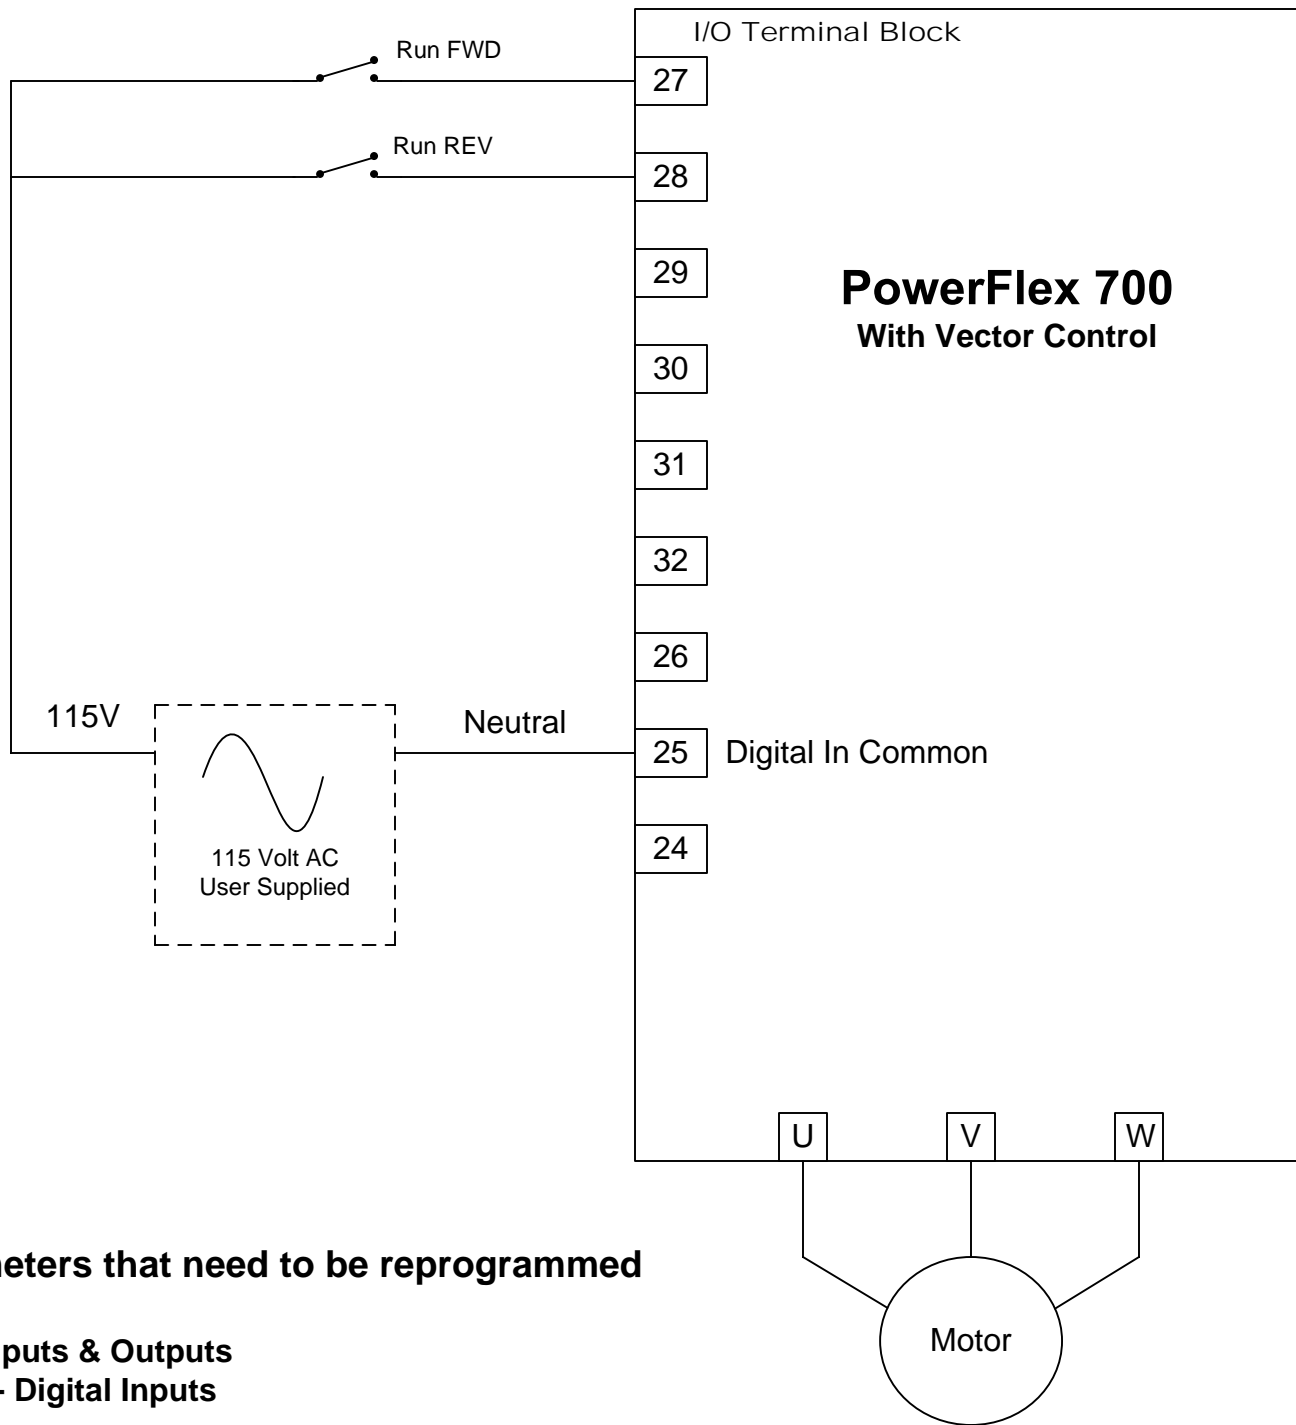 I/O Terminal Block
Run FWD
27
Run REV
28
29
PowerFlex 700
With Vector Control
30
31
32
26
115V
Neutral
25 Digital In Common
115 Volt AC
User Supplied
24
U V W
Motor
meters that need to be reprogrammed
puts & Outputs
- Digital Inputs